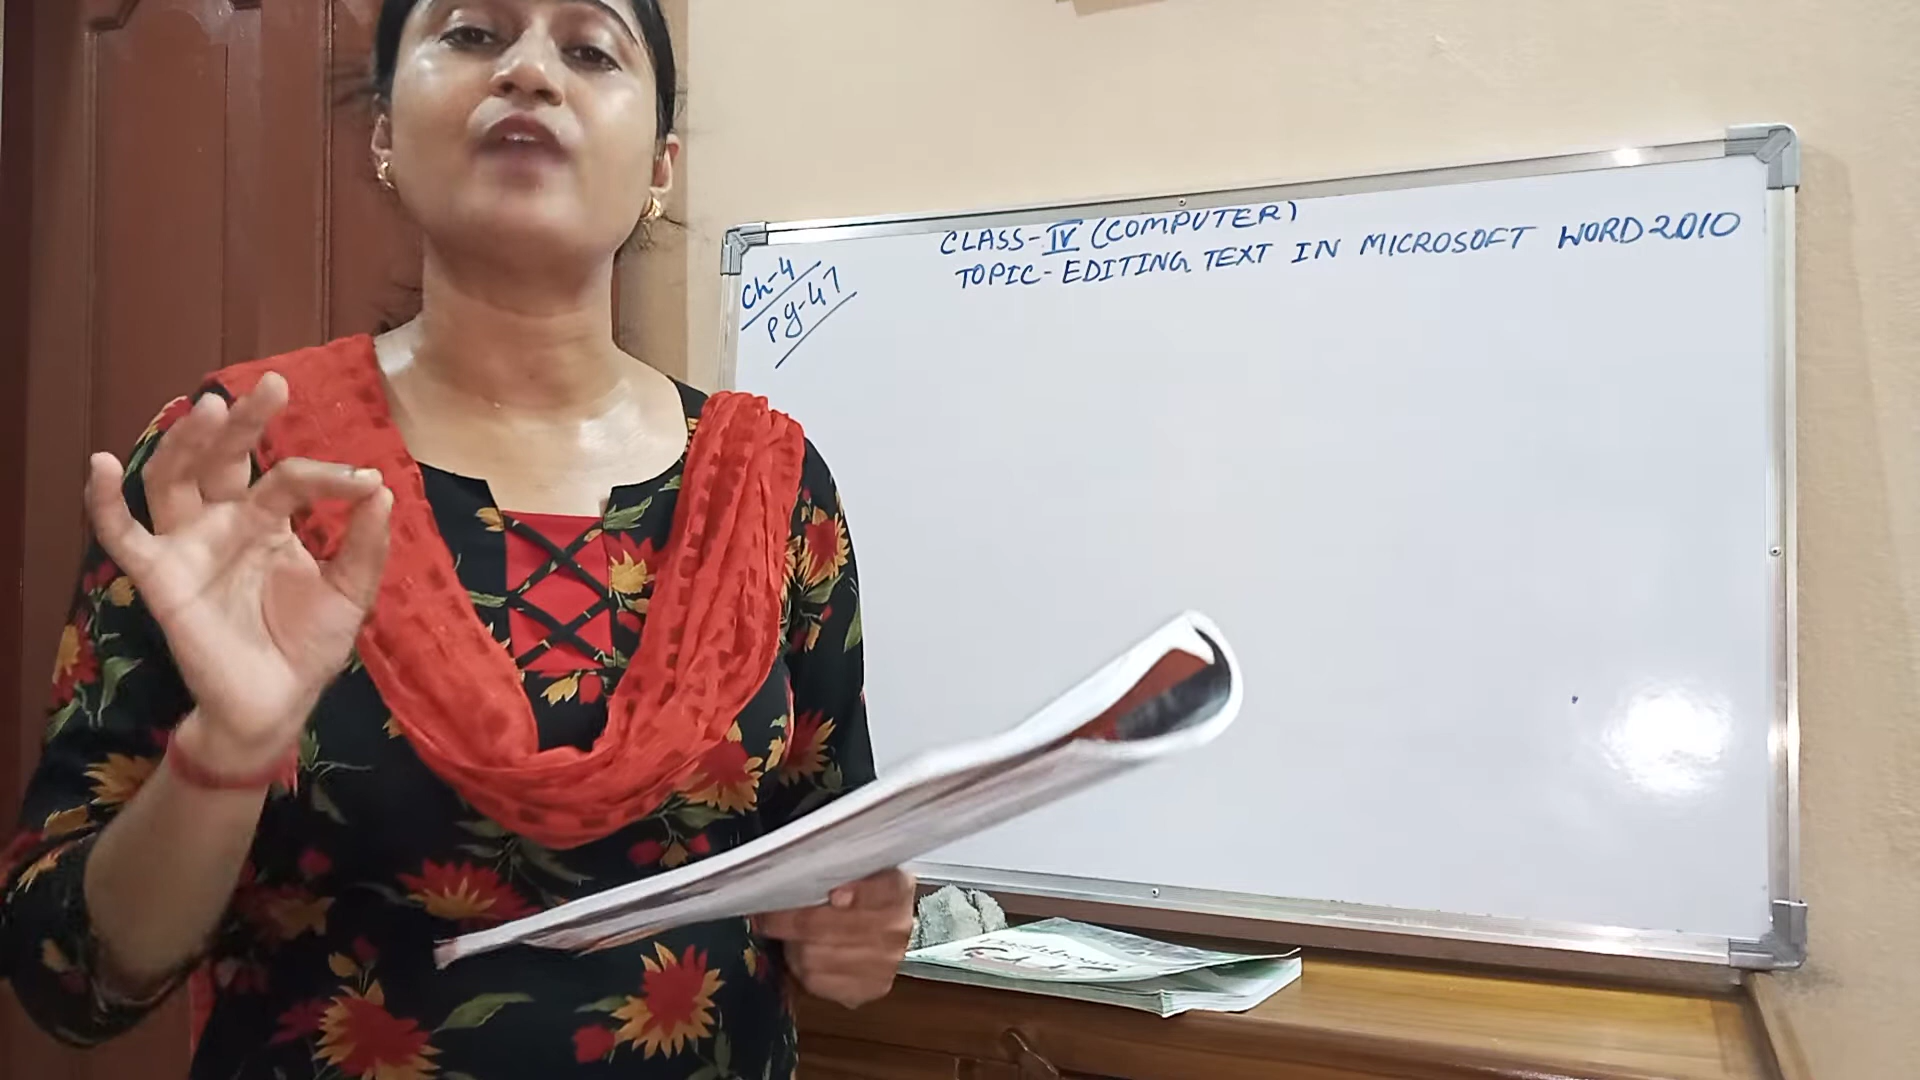 CLASS-IV (COMPUTER)
TOPIC-EDITING TEXT IN MICROSOFT WORD 2010
Ch-4
Pg-47